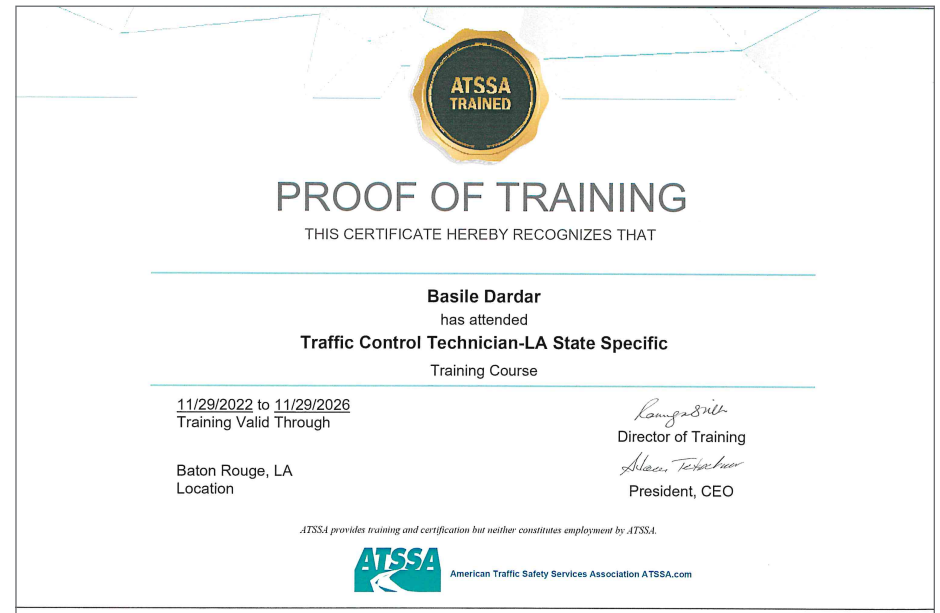 ATSSA
TRAINED
PROOF OF TRAINING
THIS CERTIFICATE HEREBY RECOGNIZES THAT
Basile Dardar
has attended
Traffic Control Technician-LA State Specific
Training Course
11/29/2022 to 11/29/2026
Training Valid Through
Director of Training
Baton Rouge, LA
Location
President, CEO
ATSSA provides training and certification but neither constitutes employment by ATSSA.
ATSSA
American Traffic Safety Services Association ATSSA.com